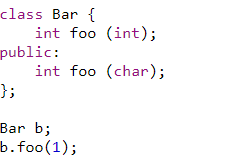 class Bar {
    int foo (int);
public:
    int foo (char);
};

Bar b;
b.foo(1);